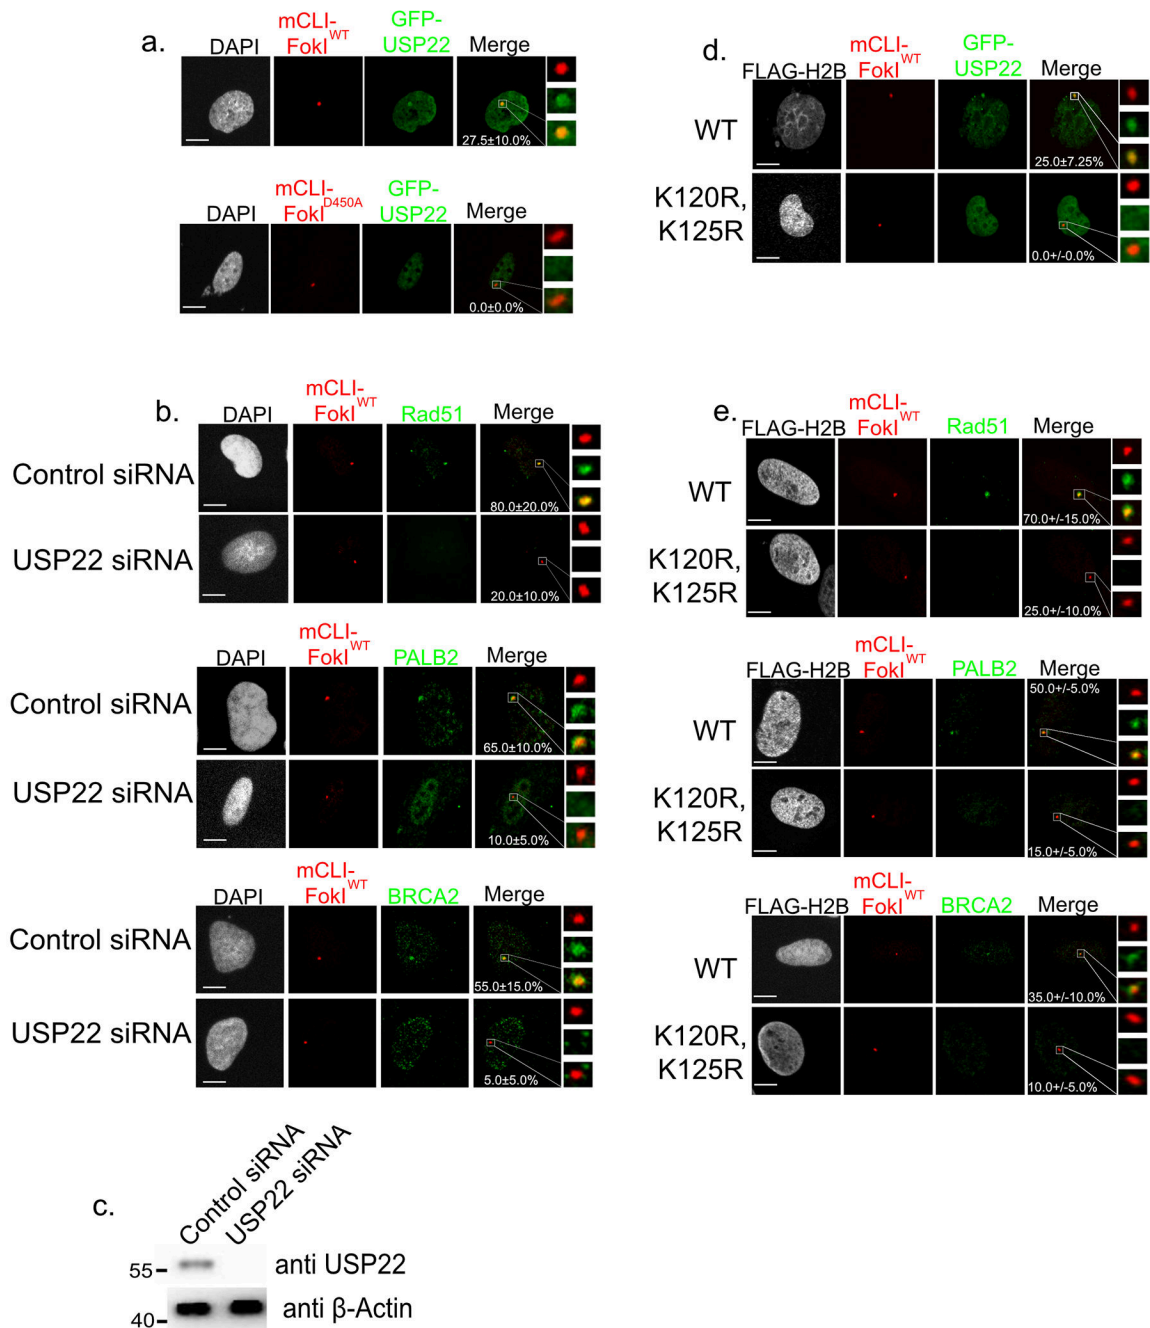 a.
DAPI mCLI-FokI^WT GFP-USP22 Merge
27.5±10.0%
DAPI mCLI-FokI^D450A GFP-USP22 Merge
0.0±0.0%
b.
DAPI mCLI-FokI^WT Rad51 Merge
Control siRNA
80.0±20.0%
USP22 siRNA
20.0±10.0%
DAPI mCLI-FokI^WT PALB2 Merge
Control siRNA
65.0±10.0%
USP22 siRNA
10.0±5.0%
DAPI mCLI-FokI^WT BRCA2 Merge
Control siRNA
55.0±15.0%
USP22 siRNA
5.0±5.0%
c.
Control siRNA
USP22 siRNA
55 anti USP22
40 anti β-Actin
d.
FLAG-H2B mCLI-FokI^WT GFP-USP22 Merge
WT
25.0±7.25%
K120R,
K125R
0.0+/-0.0%
e.
FLAG-H2B mCLI-FokI^WT Rad51 Merge
WT
70.0+/-15.0%
K120R,
K125R
25.0+/-10.0%
FLAG-H2B mCLI-FokI^WT PALB2 Merge
50.0+/-5.0%
WT
K120R,
K125R
15.0+/-5.0%
FLAG-H2B mCLI-FokI^WT BRCA2 Merge
WT
35.0+/-10.0%
K120R,
K125R
10.0+/-5.0%